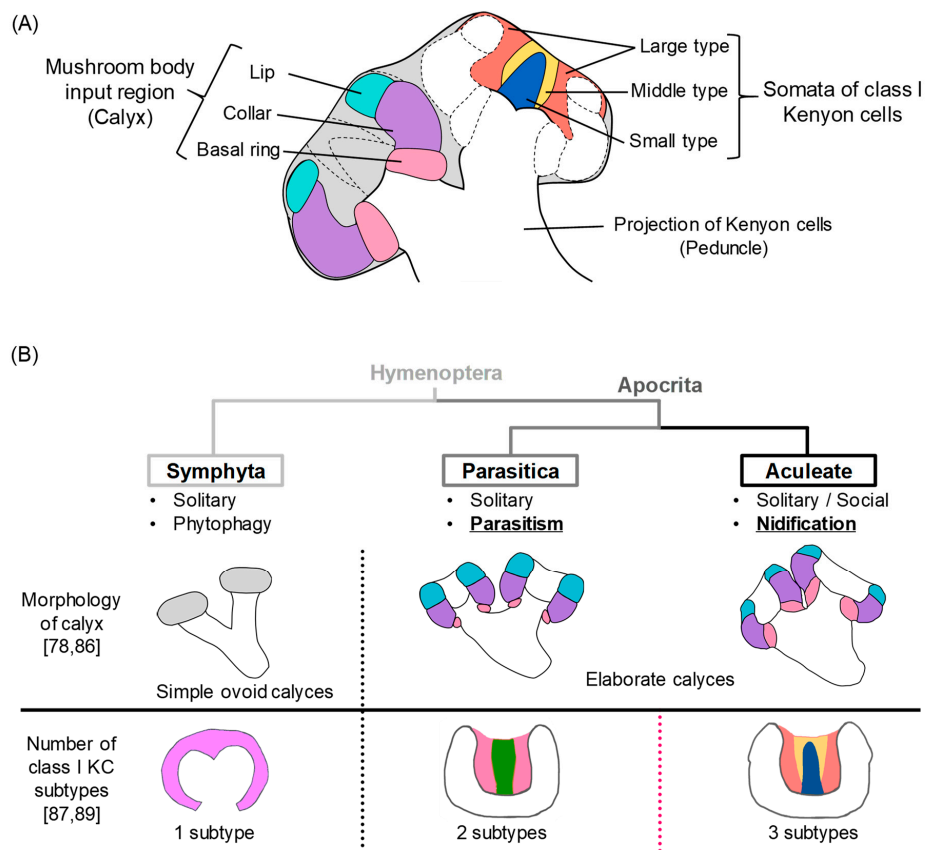 (A)
Mushroom body
input region
(Calyx)
Lip
Collar
Basal ring
Large type
Middle type
Small type
Somata of class I
Kenyon cells
Projection of Kenyon cells
(Peduncle)
(B)
Hymenoptera
Apocrita
Symphyta
• Solitary
• Phytophagy
Parasitica
• Solitary
• Parasitism
Aculeate
• Solitary / Social
• Nidification
Morphology
of calyx
[78,86]
Simple ovoid calyces
Elaborate calyces
Number of
class I KC
subtypes
[87,89]
1 subtype
2 subtypes
3 subtypes